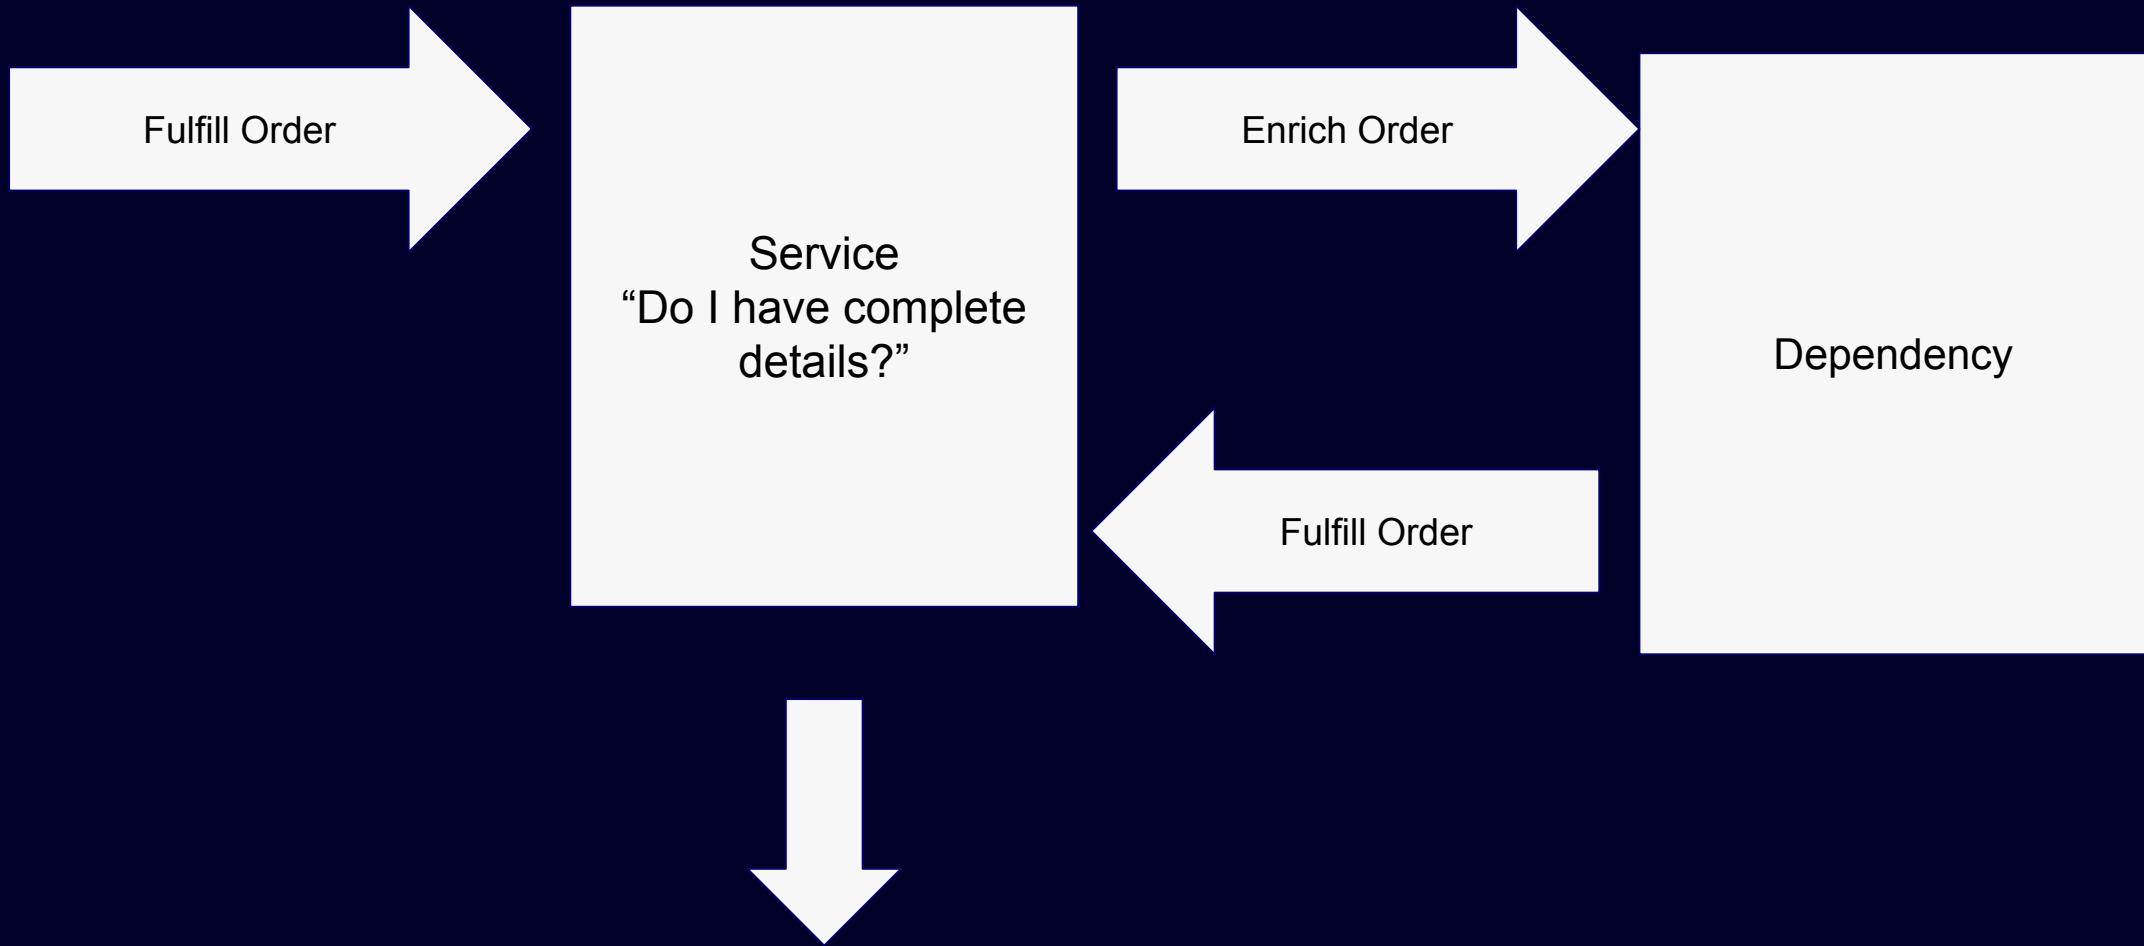 Fulfill Order
Service
“Do I have complete
details?”
Enrich Order
Dependency
Fulfill Order